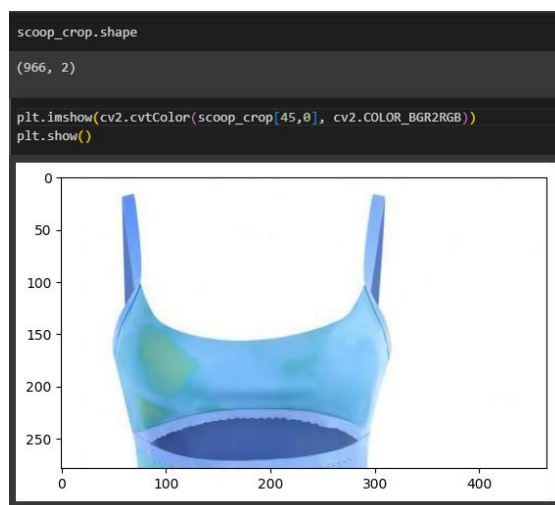 scoop_crop.shape
(966, 2)
plt.imshow(cv2.cvtColor(scoop_crop[45,0], cv2.COLOR_BGR2RGB))
plt.show()
0
50
100
150
200
250
0 100 200 300 400